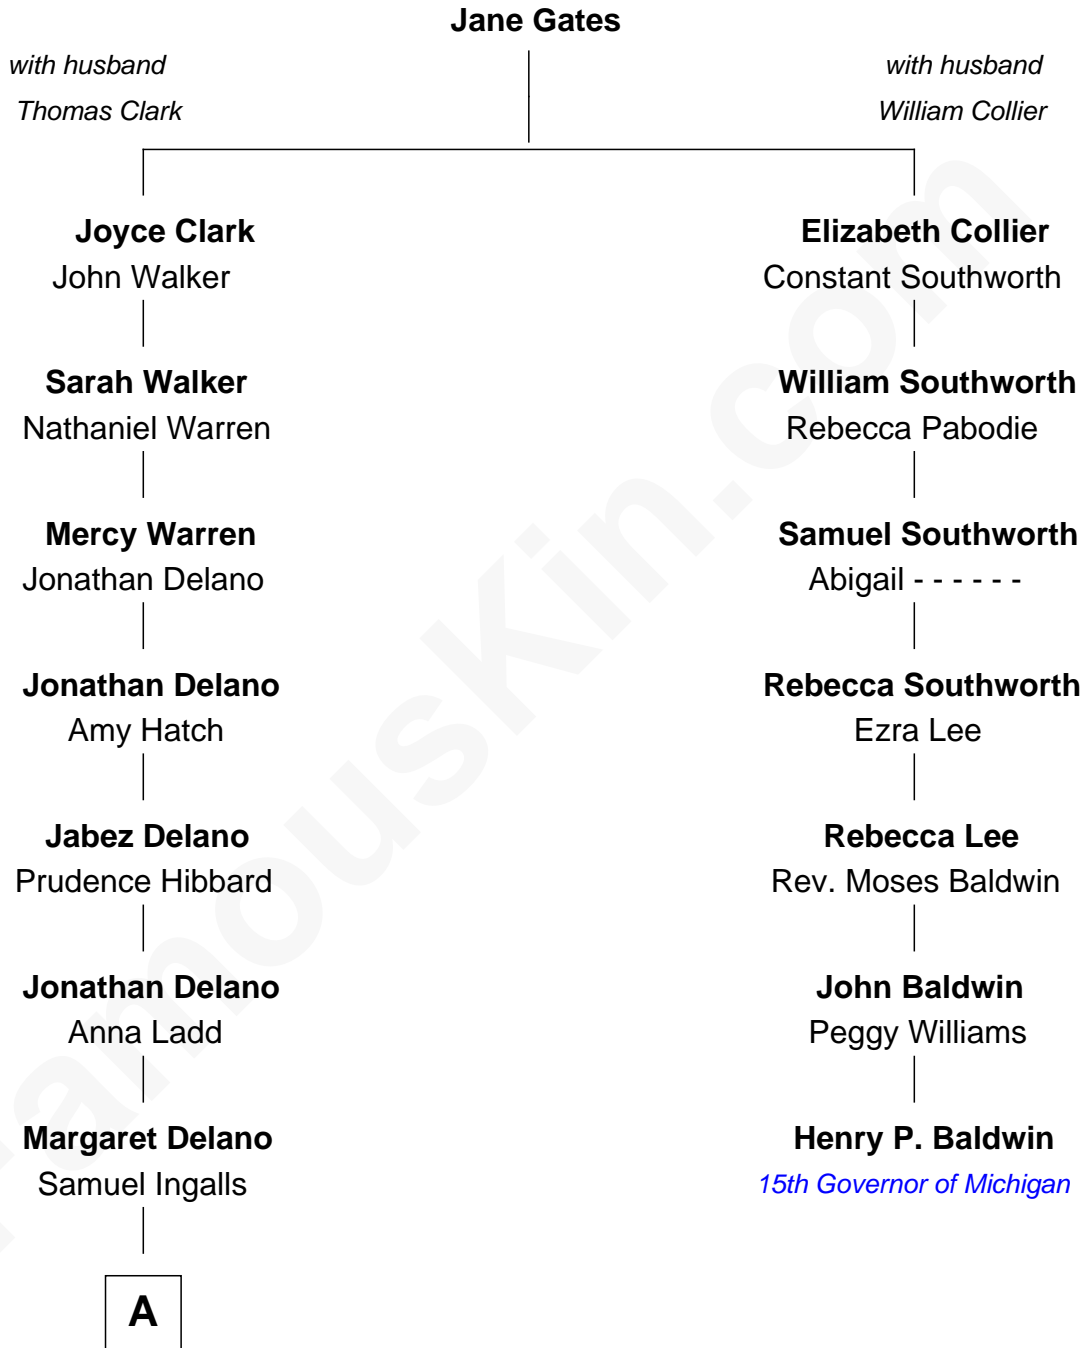 Jane Gates
with husband
Thomas Clark
with husband
William Collier
Joyce Clark
John Walker
Sarah Walker
Nathaniel Warren
Mercy Warren
Jonathan Delano
Jonathan Delano
Amy Hatch
Jabez Delano
Prudence Hibbard
Jonathan Delano
Anna Ladd
Margaret Delano
Samuel Ingalls
A
Elizabeth Collier
Constant Southworth
William Southworth
Rebecca Pabodie
Samuel Southworth
Abigail - - - - - -
Rebecca Southworth
Ezra Lee
Rebecca Lee
Rev. Moses Baldwin
John Baldwin
Peggy Williams
Henry P. Baldwin
15th Governor of Michigan
FamousKin.com